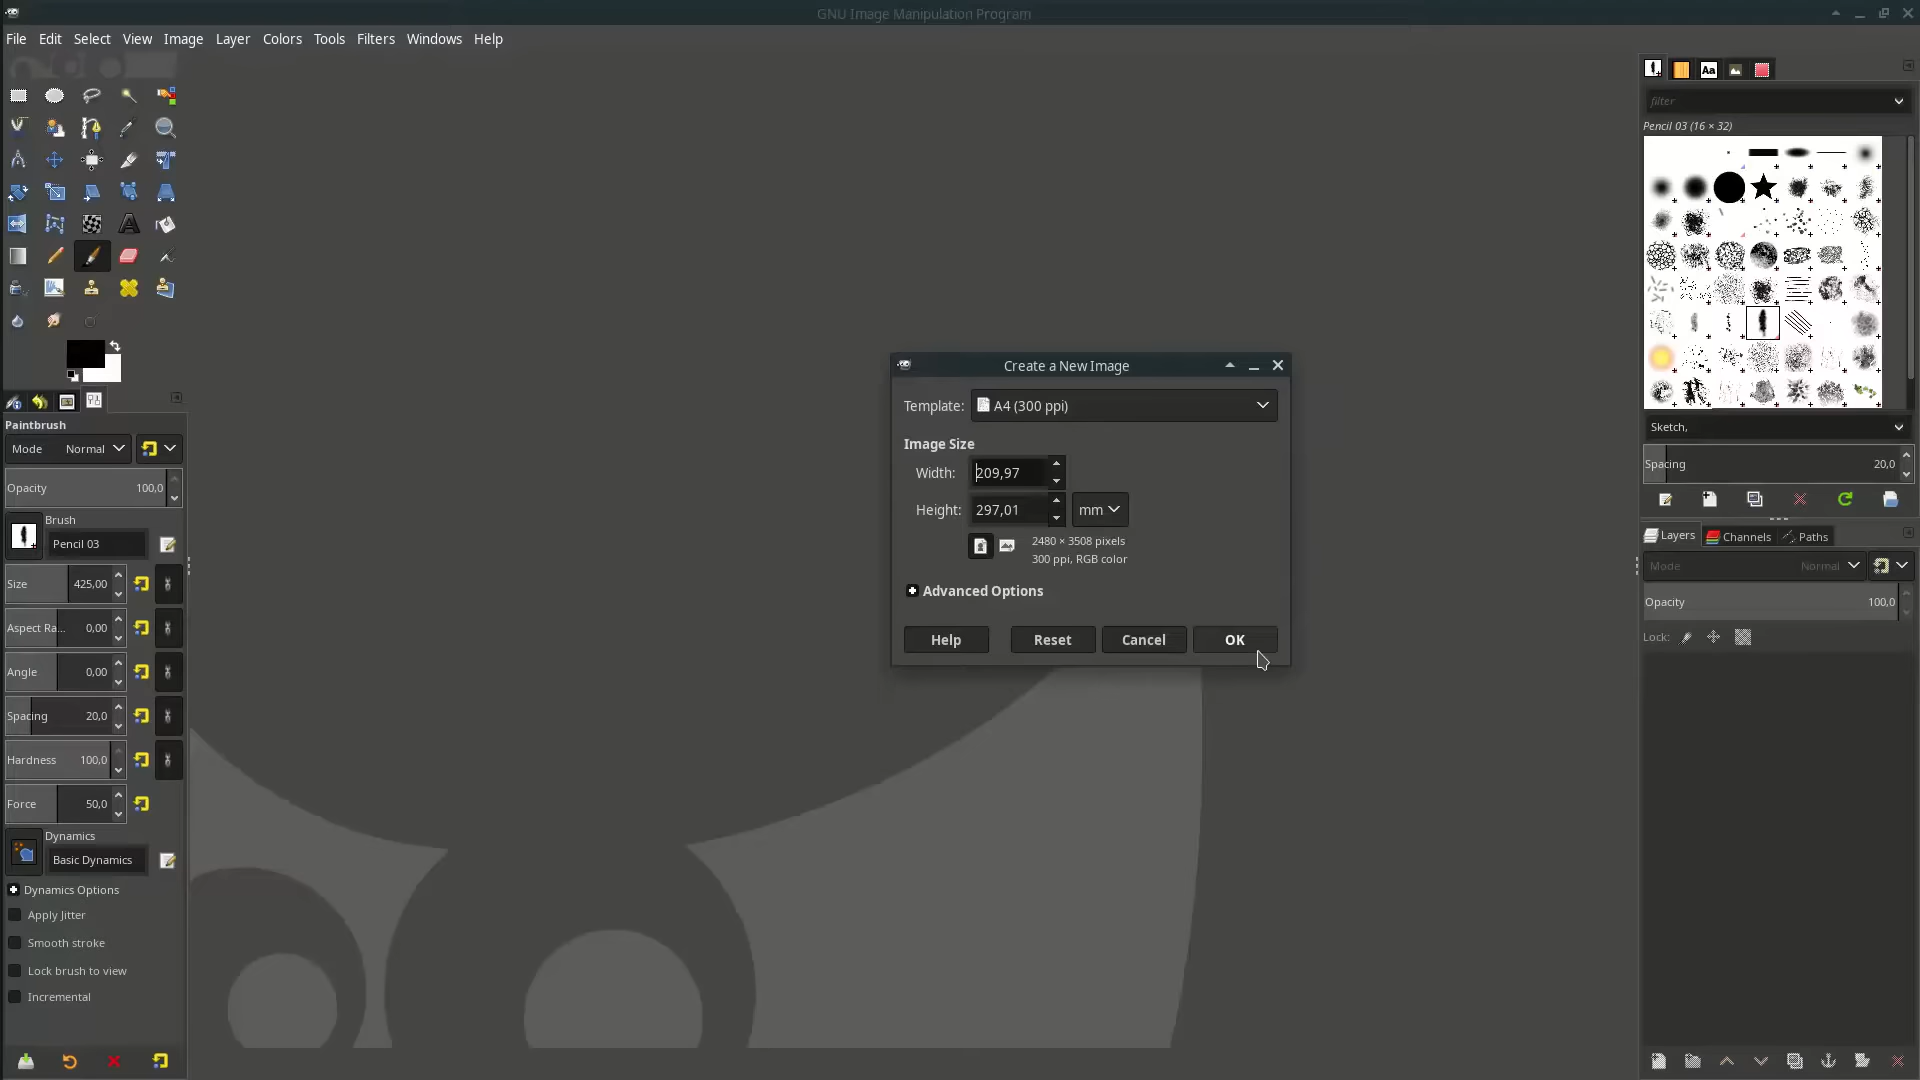 GNU Image Manipulation Program
File Edit Select View Image Layer Colors Tools Filters Windows Help
Paintbrush
Mode Normal
Opacity 100,0
Brush
Pencil 03
Size 425,00
Aspect Ra... 0,00
Angle 0,00
Spacing 20,0
Hardness 100,0
Force 50,0
Dynamics
Basic Dynamics
Dynamics Options
Apply Jitter
Smooth stroke
Lock brush to view
Incremental
Create a New Image
Template: A4 (300 ppi)
Image Size
Width: 209,97
Height: 297,01 mm
2480 × 3508 pixels
300 ppi, RGB color
Advanced Options
Help Reset Cancel OK
Aa
filter
Pencil 03 (16 × 32)
Sketch,
Spacing 20,0
Layers Channels Paths
Mode Normal
Opacity 100,0
Lock: